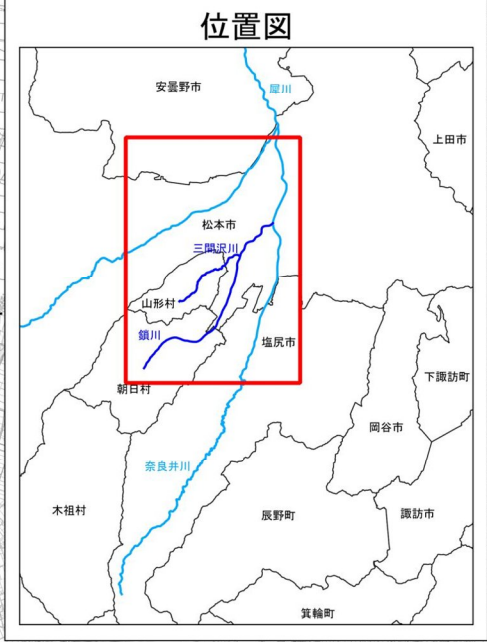 位置図
安曇野市
犀川
上田市
松本市
三間沢川
山形村
鎖川
塩尻市
下諏訪町
朝日村
岡谷市
奈良井川
木祖村
辰野町
諏訪市
箕輪町